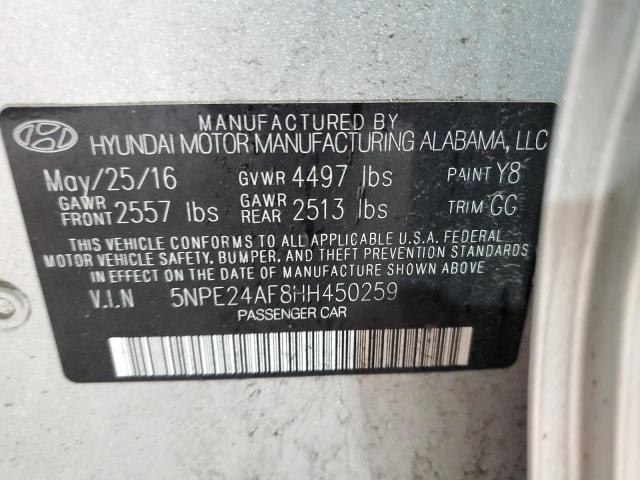 MANUFACTURED BY
HYUNDAI MOTOR MANUFACTURING ALABAMA, LLC
May/25/16 GVWR 4497 lbs PAINT Y8
GAWR FRONT 2557 lbs GAWR REAR 2513 lbs TRIM GG
THIS VEHICLE CONFORMS TO ALL APPLICABLE U.S.A. FEDERAL
MOTOR VEHICLE SAFETY, BUMPER, AND THEFT PREVENTION STANDARDS
IN EFFECT ON THE DATE OF MANUFACTURE SHOWN ABOVE.
V.I.N 5NPE24AF8HH450259
PASSENGER CAR